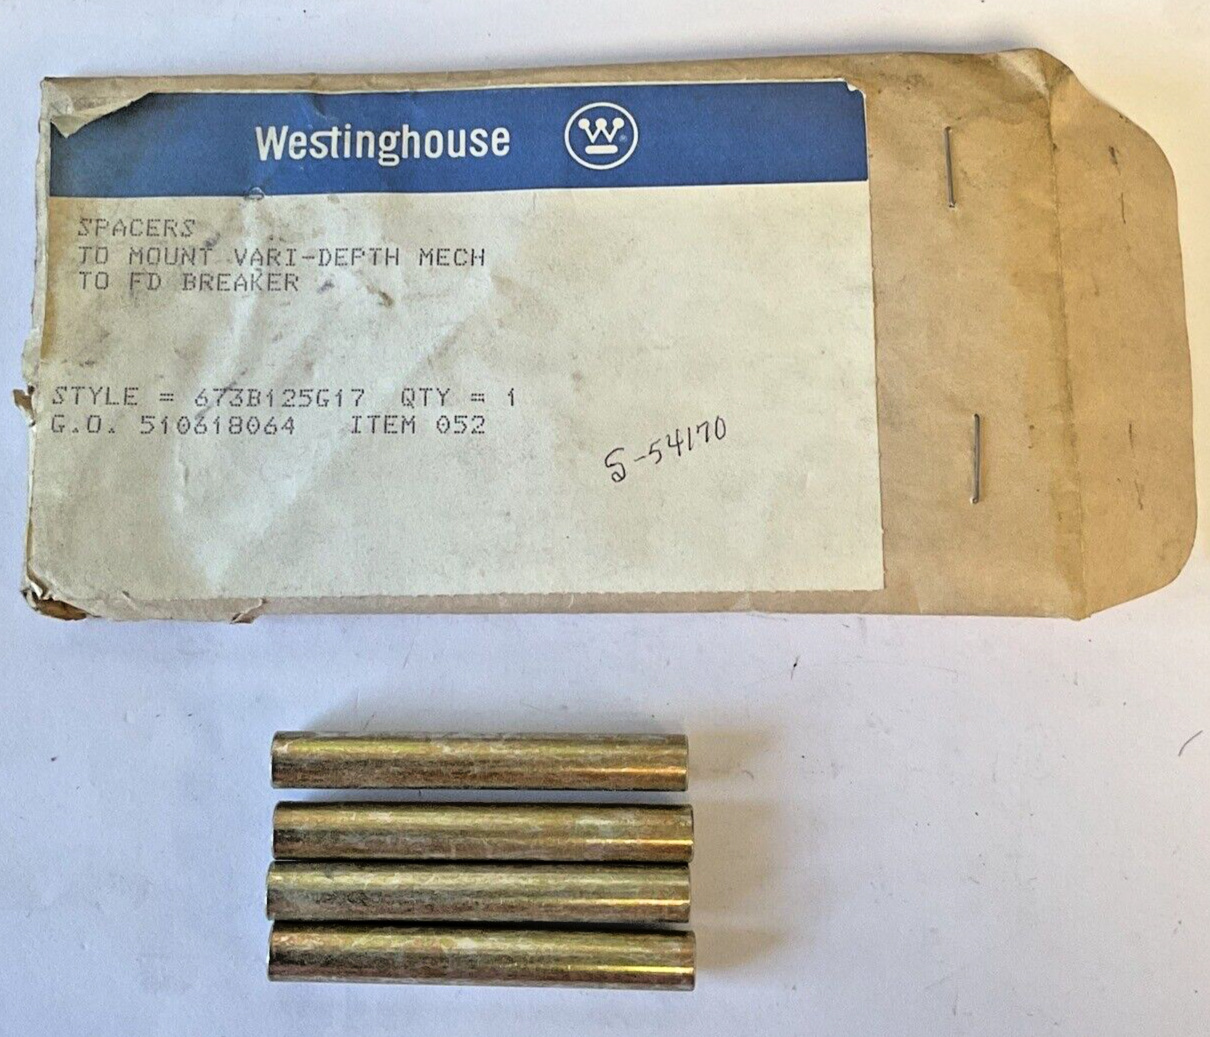 Westinghouse W
SPACERS
TO MOUNT VARI-DEPTH MECH
TO FD BREAKER
STYLE = 673B125G17 QTY = 1
G.O. 510618064 ITEM 052
S-54170